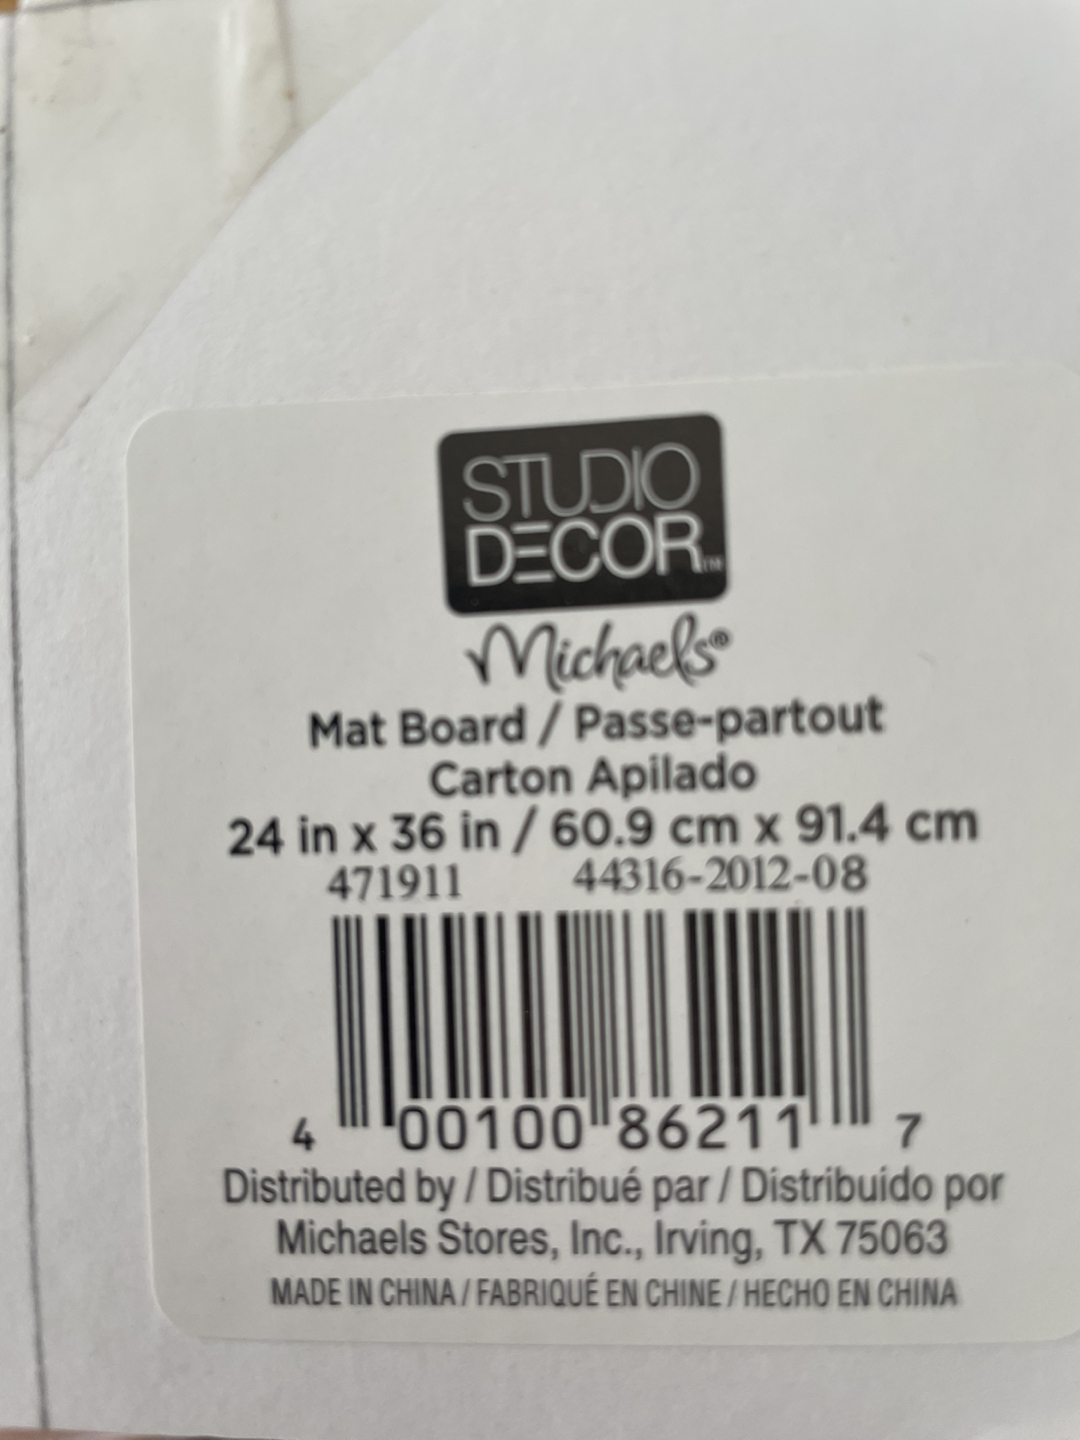 STUDIO
DECOR™
Michaels®
Mat Board / Passe-partout
Carton Apilado
24 in x 36 in / 60.9 cm x 91.4 cm
471911 44316-2012-08
4 00100 86211 7
Distributed by / Distribué par / Distribuido por
Michaels Stores, Inc., Irving, TX 75063
MADE IN CHINA / FABRIQUÉ EN CHINE / HECHO EN CHINA